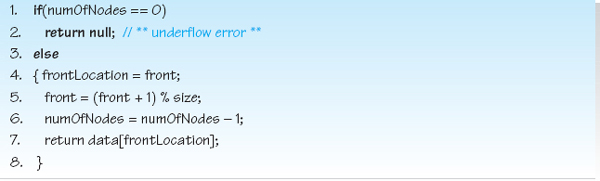 1. if(numOfNodes == 0)
2. return null; // ** underflow error **
3. else
4. { frontLocation = front;
5. front = (front + 1) % size;
6. numOfNodes = numOfNodes – 1;
7. return data[frontLocation];
8. }